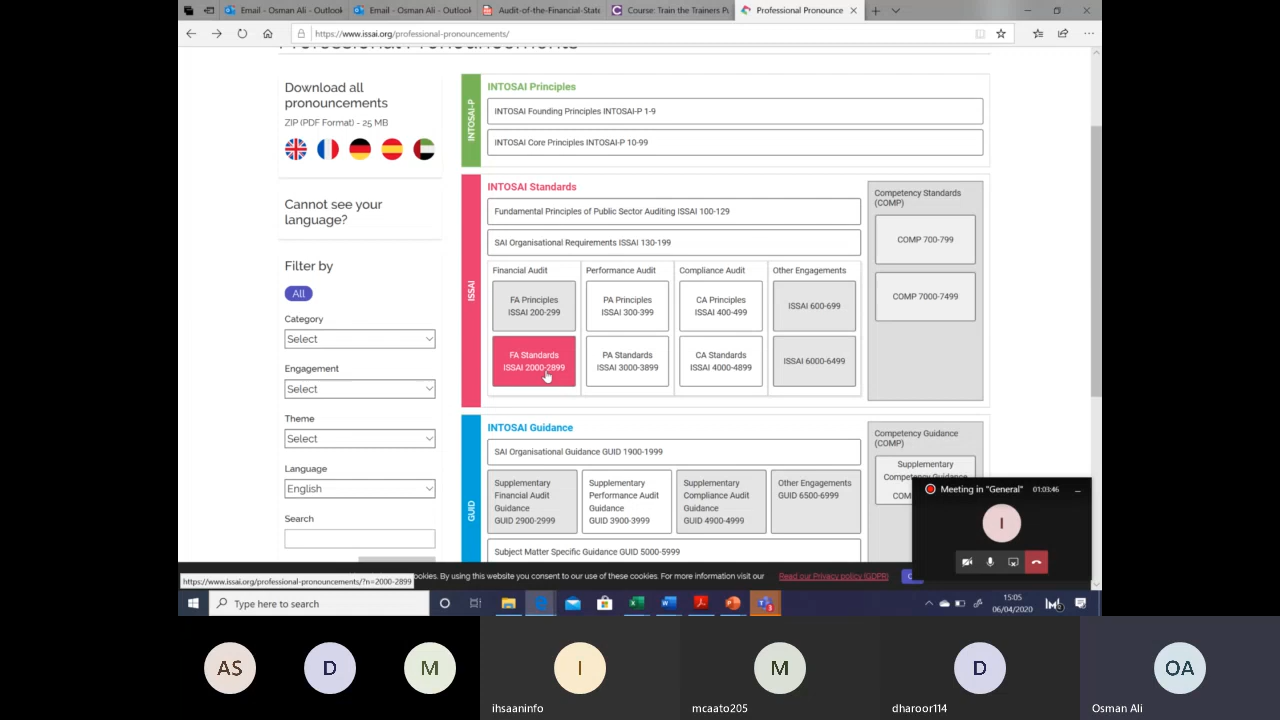 Email - Osman Ali - Outlook
Email - Osman Ali - Outlook
Audit-of-the-Financial-State
Course: Train the Trainers Pu
Professional Pronounce
https://www.issai.org/professional-pronouncements/
Professional Pronouncements
Download all
pronouncements
ZIP (PDF Format) - 25 MB
Cannot see your
language?
Filter by
All
Category
Select
Engagement
Select
Theme
Select
Language
English
Search
INTOSAI-P
INTOSAI Principles
INTOSAI Founding Principles INTOSAI-P 1-9
INTOSAI Core Principles INTOSAI-P 10-99
ISSAI
INTOSAI Standards
Fundamental Principles of Public Sector Auditing ISSAI 100-129
SAI Organisational Requirements ISSAI 130-199
Financial Audit
FA Principles
ISSAI 200-299
FA Standards
ISSAI 2000-2899
Performance Audit
PA Principles
ISSAI 300-399
PA Standards
ISSAI 3000-3899
Compliance Audit
CA Principles
ISSAI 400-499
CA Standards
ISSAI 4000-4899
Other Engagements
ISSAI 600-699
ISSAI 6000-6499
Competency Standards
(COMP)
COMP 700-799
COMP 7000-7499
GUID
INTOSAI Guidance
SAI Organisational Guidance GUID 1900-1999
Supplementary
Financial Audit
Guidance
GUID 2900-2999
Supplementary
Performance Audit
Guidance
GUID 3900-3999
Supplementary
Compliance Audit
Guidance
GUID 4900-4999
Other Engagements
GUID 6500-6999
Subject Matter Specific Guidance GUID 5000-5999
Competency Guidance
(COMP)
Supplementary
Competency Guidance
COM
Meeting in "General"
01:03:46
I
https://www.issai.org/professional-pronouncements/?n=2000-2899
ookies. By using this website you consent to our use of these cookies. For more information visit our
Read our Privacy policy (GDPR)
Type here to search
15:05
06/04/2020
AS
D
M
I
ihsaaninfo
M
mcaato205
D
dharoor114
OA
Osman Ali